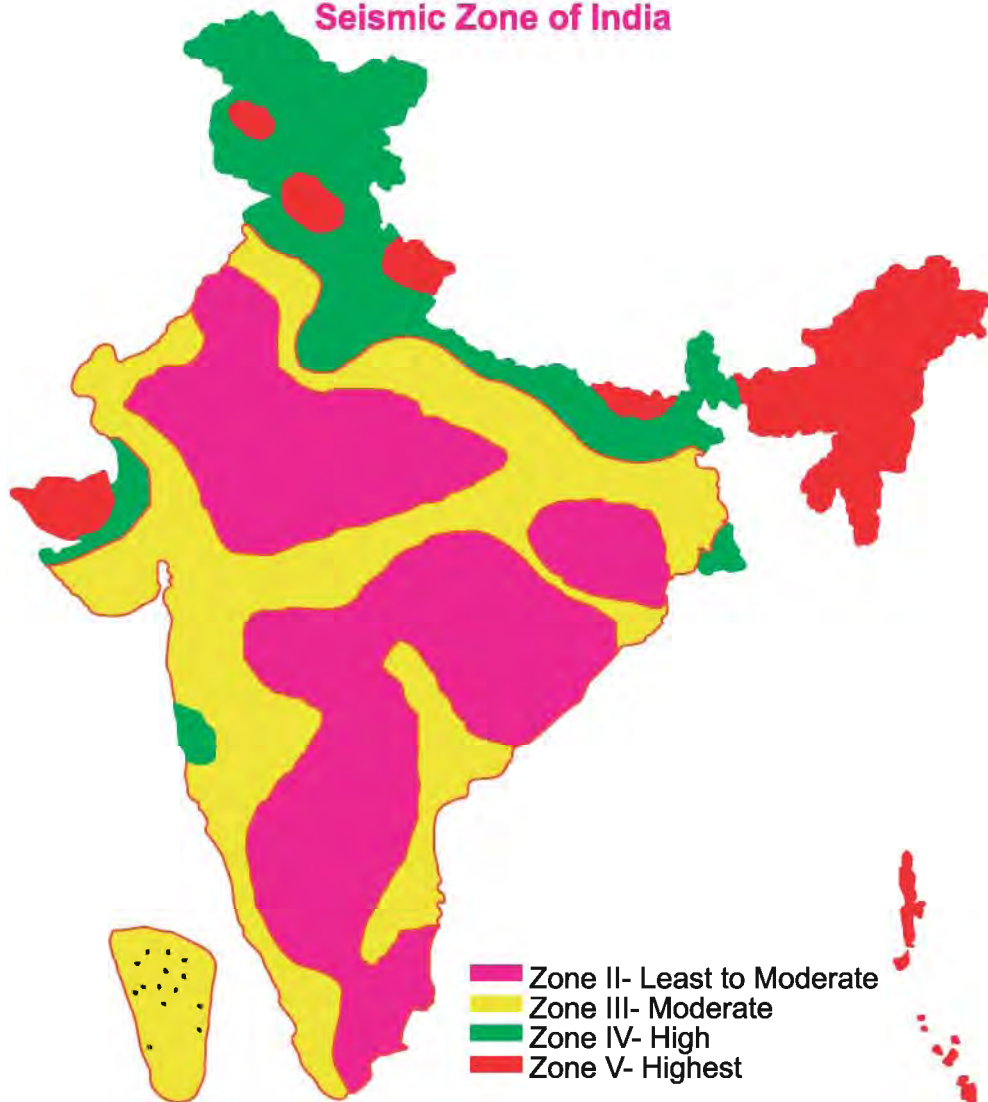 Seismic Zone of India
Zone II- Least to Moderate
Zone III- Moderate
Zone IV- High
Zone V- Highest